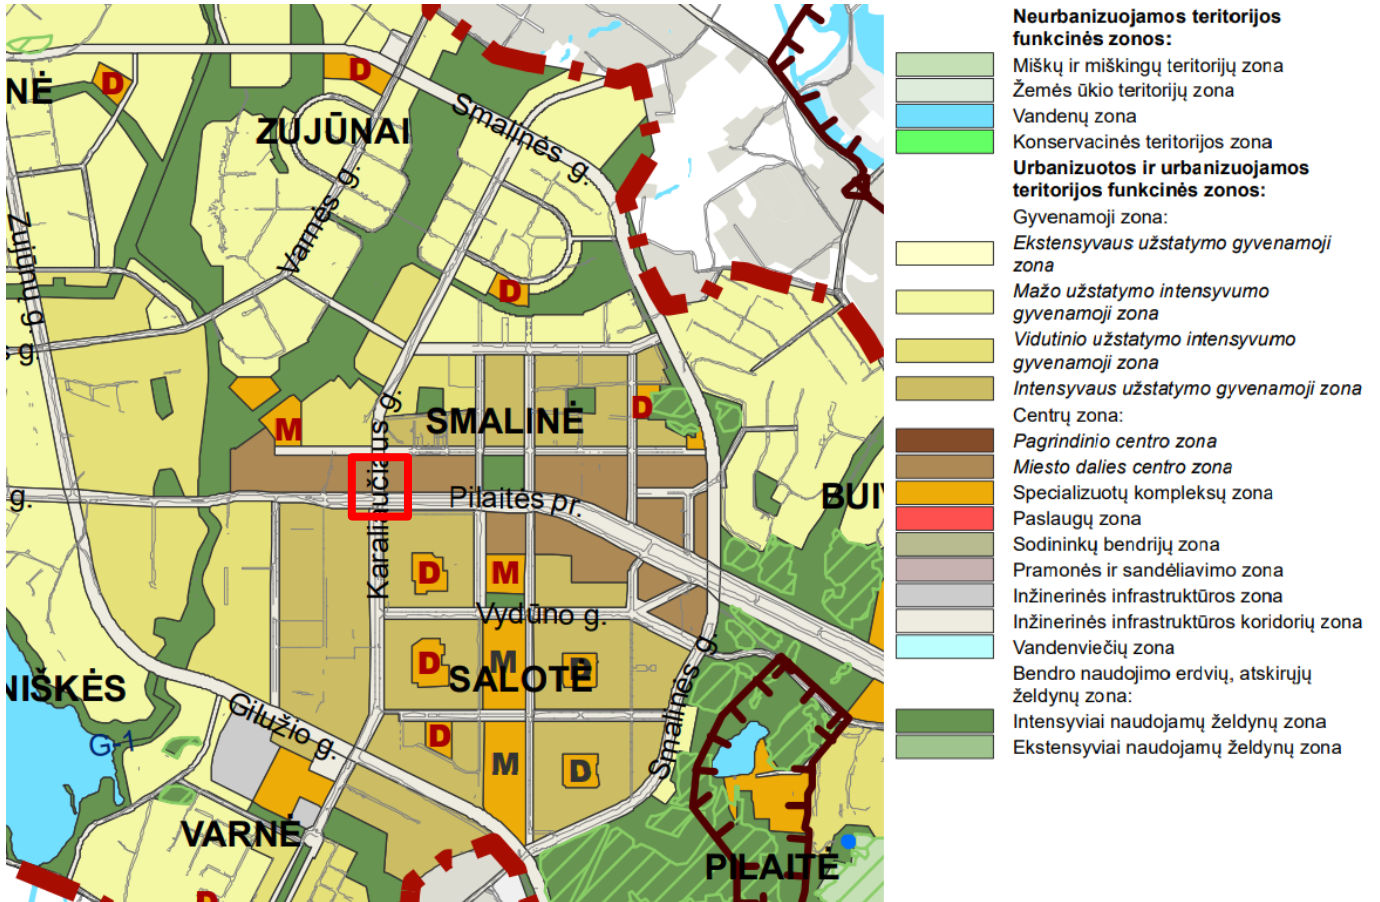 NĖ
D
D
ZUJŪNAI
Smalinės g.
Varnės g.
Zujūnų g.
g.
D
Karaliaučiaus g.
SMALINĖ
D
M
g.
Pilaitės pr.
D
M
Vydūno g.
D
M
D
SALOTĖ
Smalinės g.
NIŠKĖS
G-1
Gilužio g.
D
M
D
VARNĖ
PILAITĖ
D
Neurbanizuojamos teritorijos
funkcinės zonos:
Miškų ir miškingų teritorijų zona
Žemės ūkio teritorijų zona
Vandenų zona
Konservacinės teritorijos zona
Urbanizuotos ir urbanizuojamos
teritorijos funkcinės zonos:
Gyvenamoji zona:
Ekstensyvaus užstatymo gyvenamoji
zona
Mažo užstatymo intensyvumo
gyvenamoji zona
Vidutinio užstatymo intensyvumo
gyvenamoji zona
Intensyvaus užstatymo gyvenamoji zona
Centrų zona:
Pagrindinio centro zona
Miesto dalies centro zona
Specializuotų kompleksų zona
Paslaugų zona
Sodininkų bendrijų zona
Pramonės ir sandėliavimo zona
Inžinerinės infrastruktūros zona
Inžinerinės infrastruktūros koridorių zona
Vandenviečių zona
Bendro naudojimo erdvių, atskirųjų
želdynų zona:
Intensyviai naudojamų želdynų zona
Ekstensyviai naudojamų želdynų zona